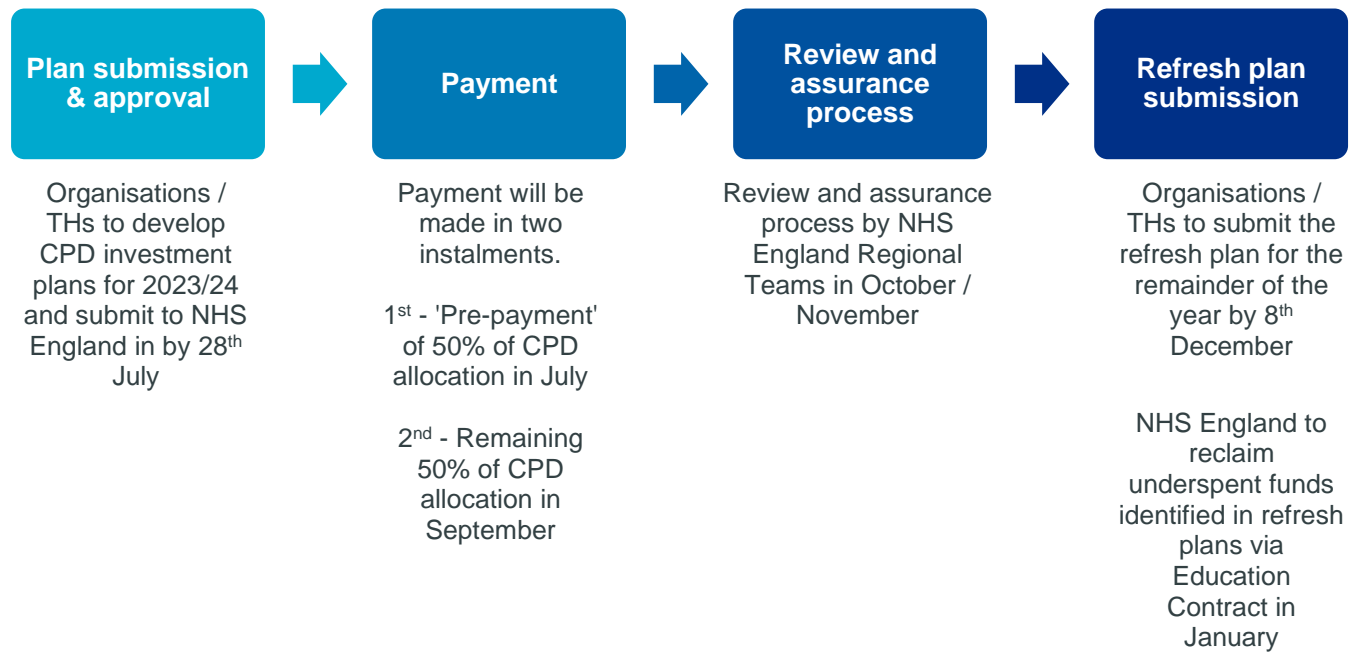 Plan submission
& approval
Organisations /
THs to develop
CPD investment
plans for 2023/24
and submit to NHS
England in by 28th
July
Payment
Payment will be
made in two
instalments.
1st - 'Pre-payment'
of 50% of CPD
allocation in July
2nd - Remaining
50% of CPD
allocation in
September
Review and
assurance
process
Review and assurance
process by NHS
England Regional
Teams in October /
November
Refresh plan
submission
Organisations /
THs to submit the
refresh plan for the
remainder of the
year by 8th
December
NHS England to
reclaim
underspent funds
identified in refresh
plans via
Education
Contract in
January